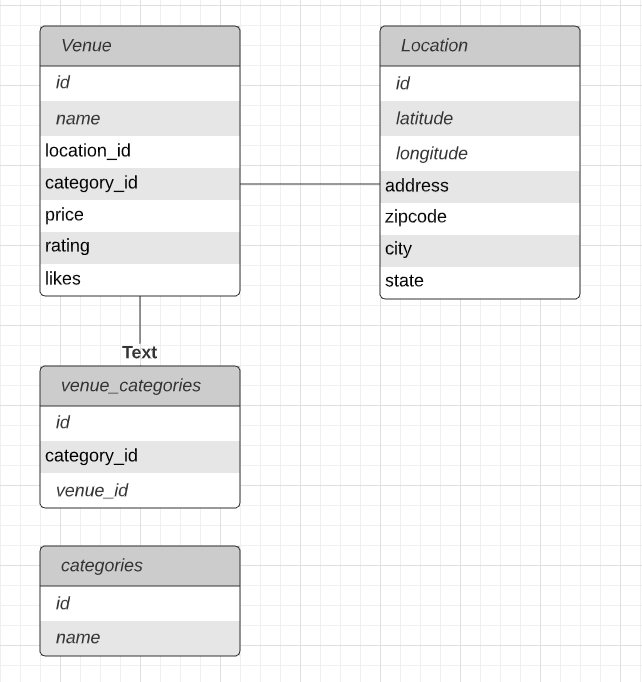 Venue
id
name
location_id
category_id
price
rating
likes
Location
id
latitude
longitude
address
zipcode
city
state
Text
venue_categories
id
category_id
venue_id
categories
id
name